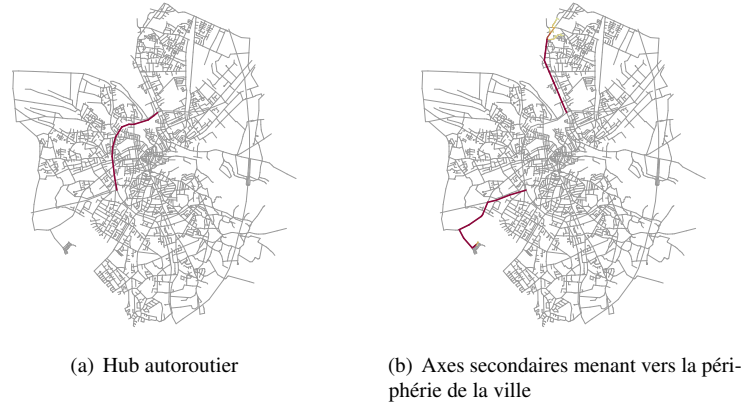 (a) Hub autoroutier
(b) Axes secondaires menant vers la péri-
phérie de la ville